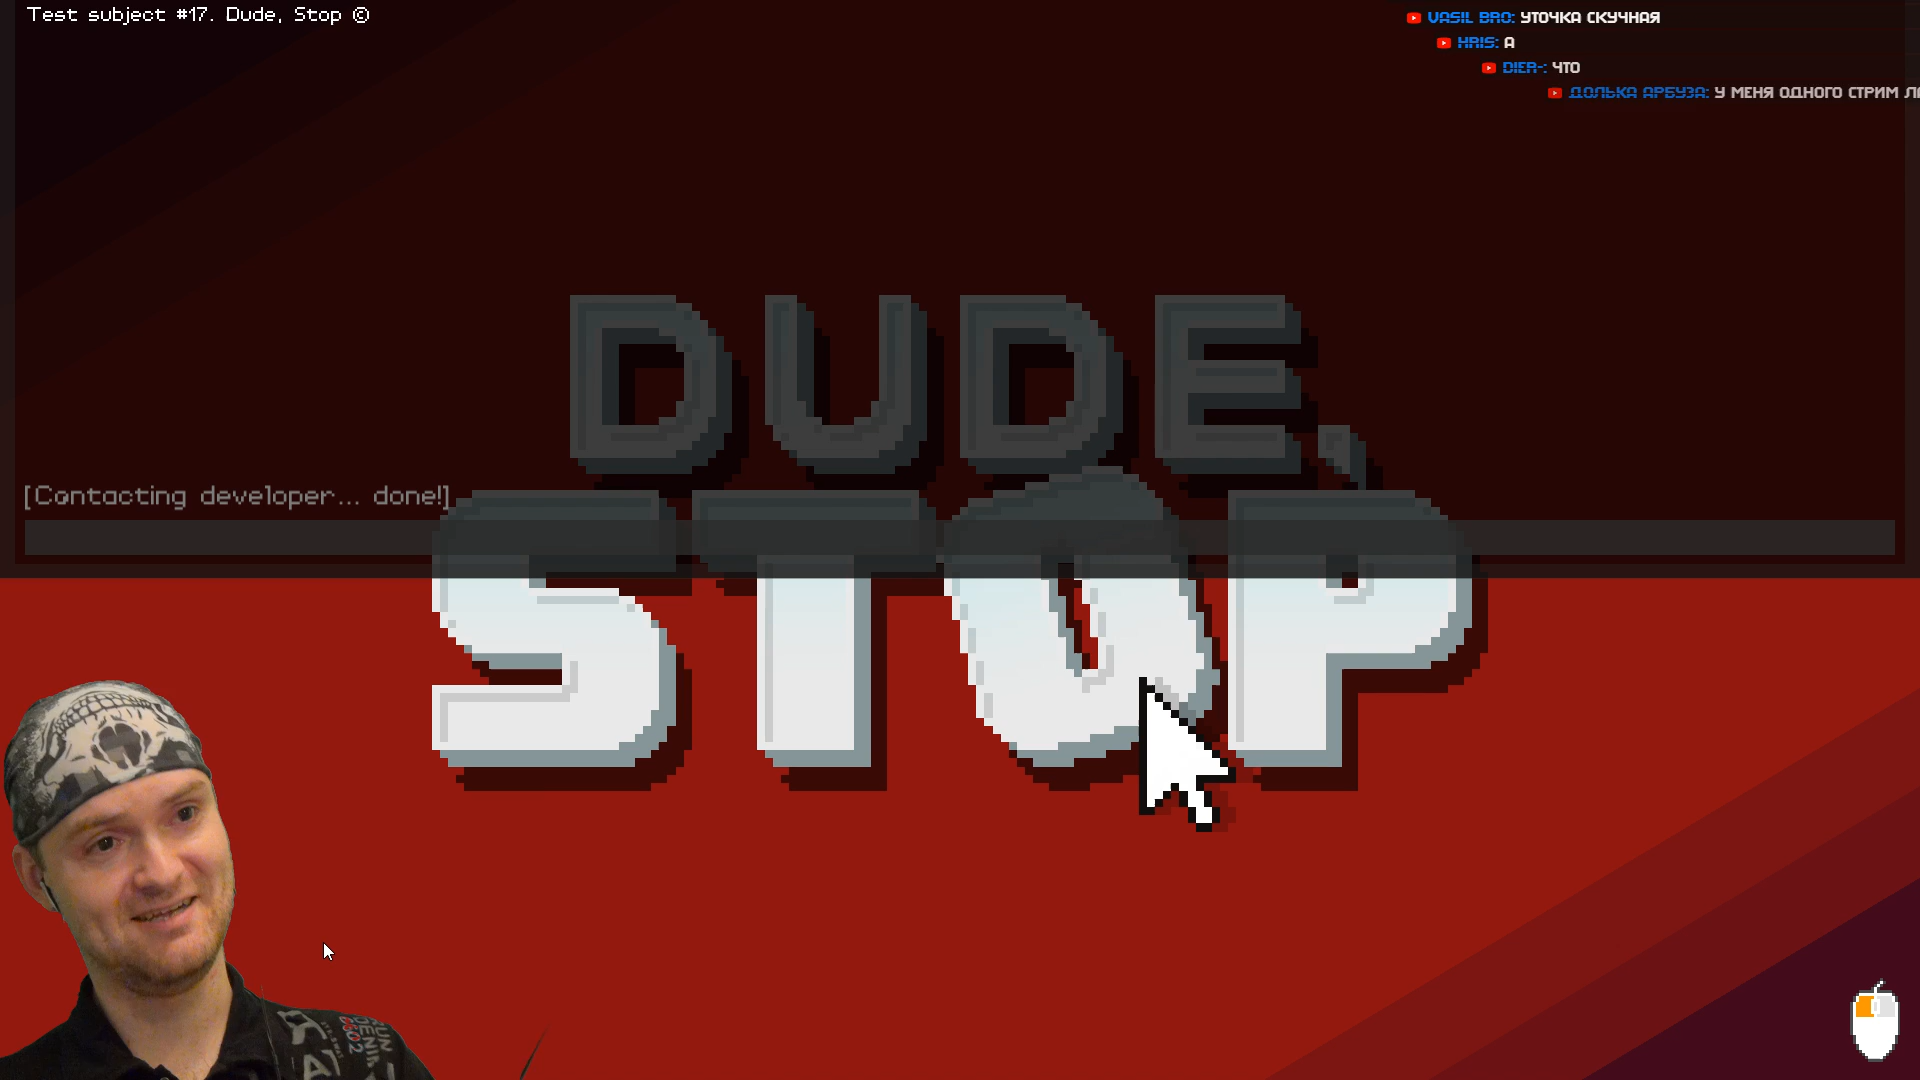 Test subject #17. Dude, Stop ©
VASIL BRO: УТОЧКА СКУЧНАЯ
HRIS: А
DIER-: ЧТО
ДОЛЬКА АРБУЗА: У МЕНЯ ОДНОГО СТРИМ
DUDE,
STOP
[Contacting developer... done!]